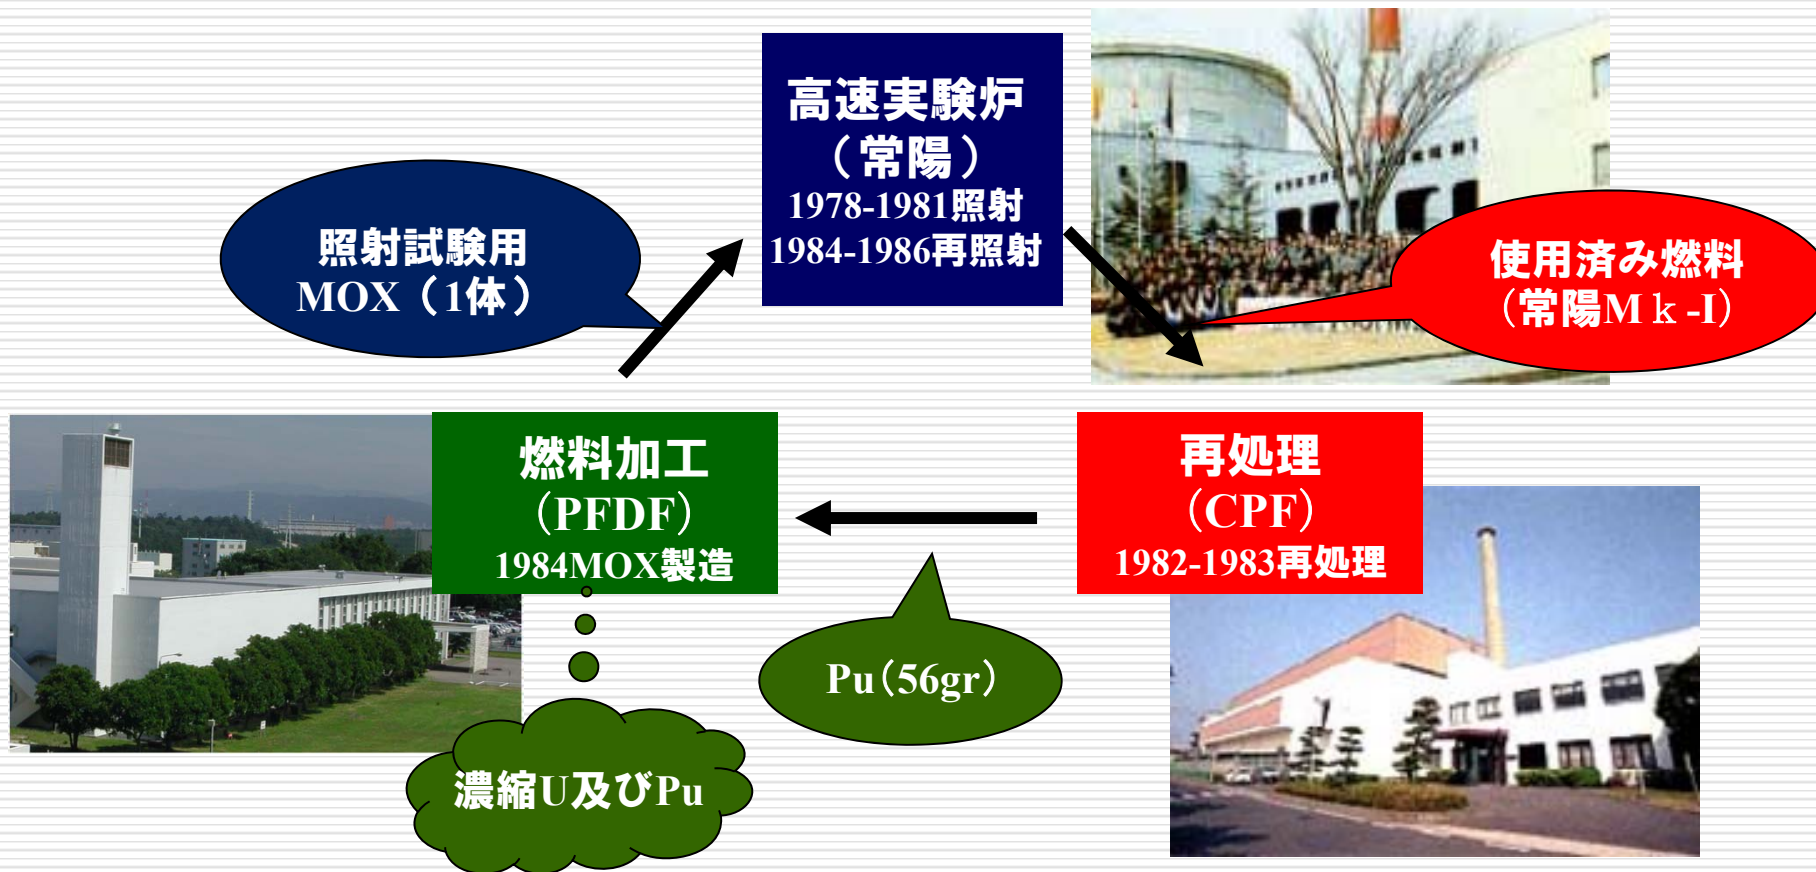 高速実験炉
（常陽）
1978-1981照射
1984-1986再照射
照射試験用
MOX（1体）
使用済み燃料
（常陽Mｋ-I）
燃料加工
（PFDF）
1984MOX製造
再処理
（CPF）
1982-1983再処理
Pu（56gr）
濃縮U及びPu